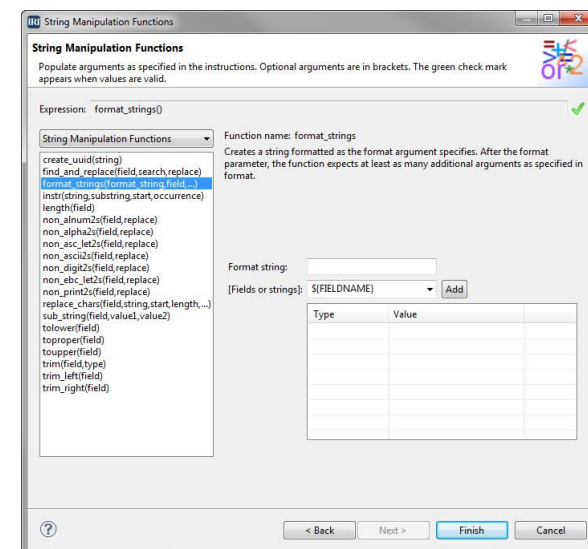 IRI String Manipulation Functions
String Manipulation Functions
Populate arguments as specified in the instructions. Optional arguments are in brackets. The green check mark
appears when values are valid.
Expression: format_strings()
String Manipulation Functions
create_uuid(string)
find_and_replace(field,search,replace)
format_strings(format_string,field,...)
instr(string,substring,start,occurrence)
length(field)
non_alnum2s(field,replace)
non_alpha2s(field,replace)
non_asc_let2s(field,replace)
non_ascii2s(field,replace)
non_digit2s(field,replace)
non_ebc_let2s(field,replace)
non_print2s(field,replace)
replace_chars(field,string,start,length,...)
sub_string(field,value1,value2)
tolower(field)
toproper(field)
toupper(field)
trim(field,type)
trim_left(field)
trim_right(field)
Function name: format_strings
Creates a string formatted as the format argument specifies. After the format
parameter, the function expects at least as many additional arguments as specified in
format.
Format string:
[Fields or strings]: ${FIELDNAME} Add
Type Value
? < Back Next > Finish Cancel